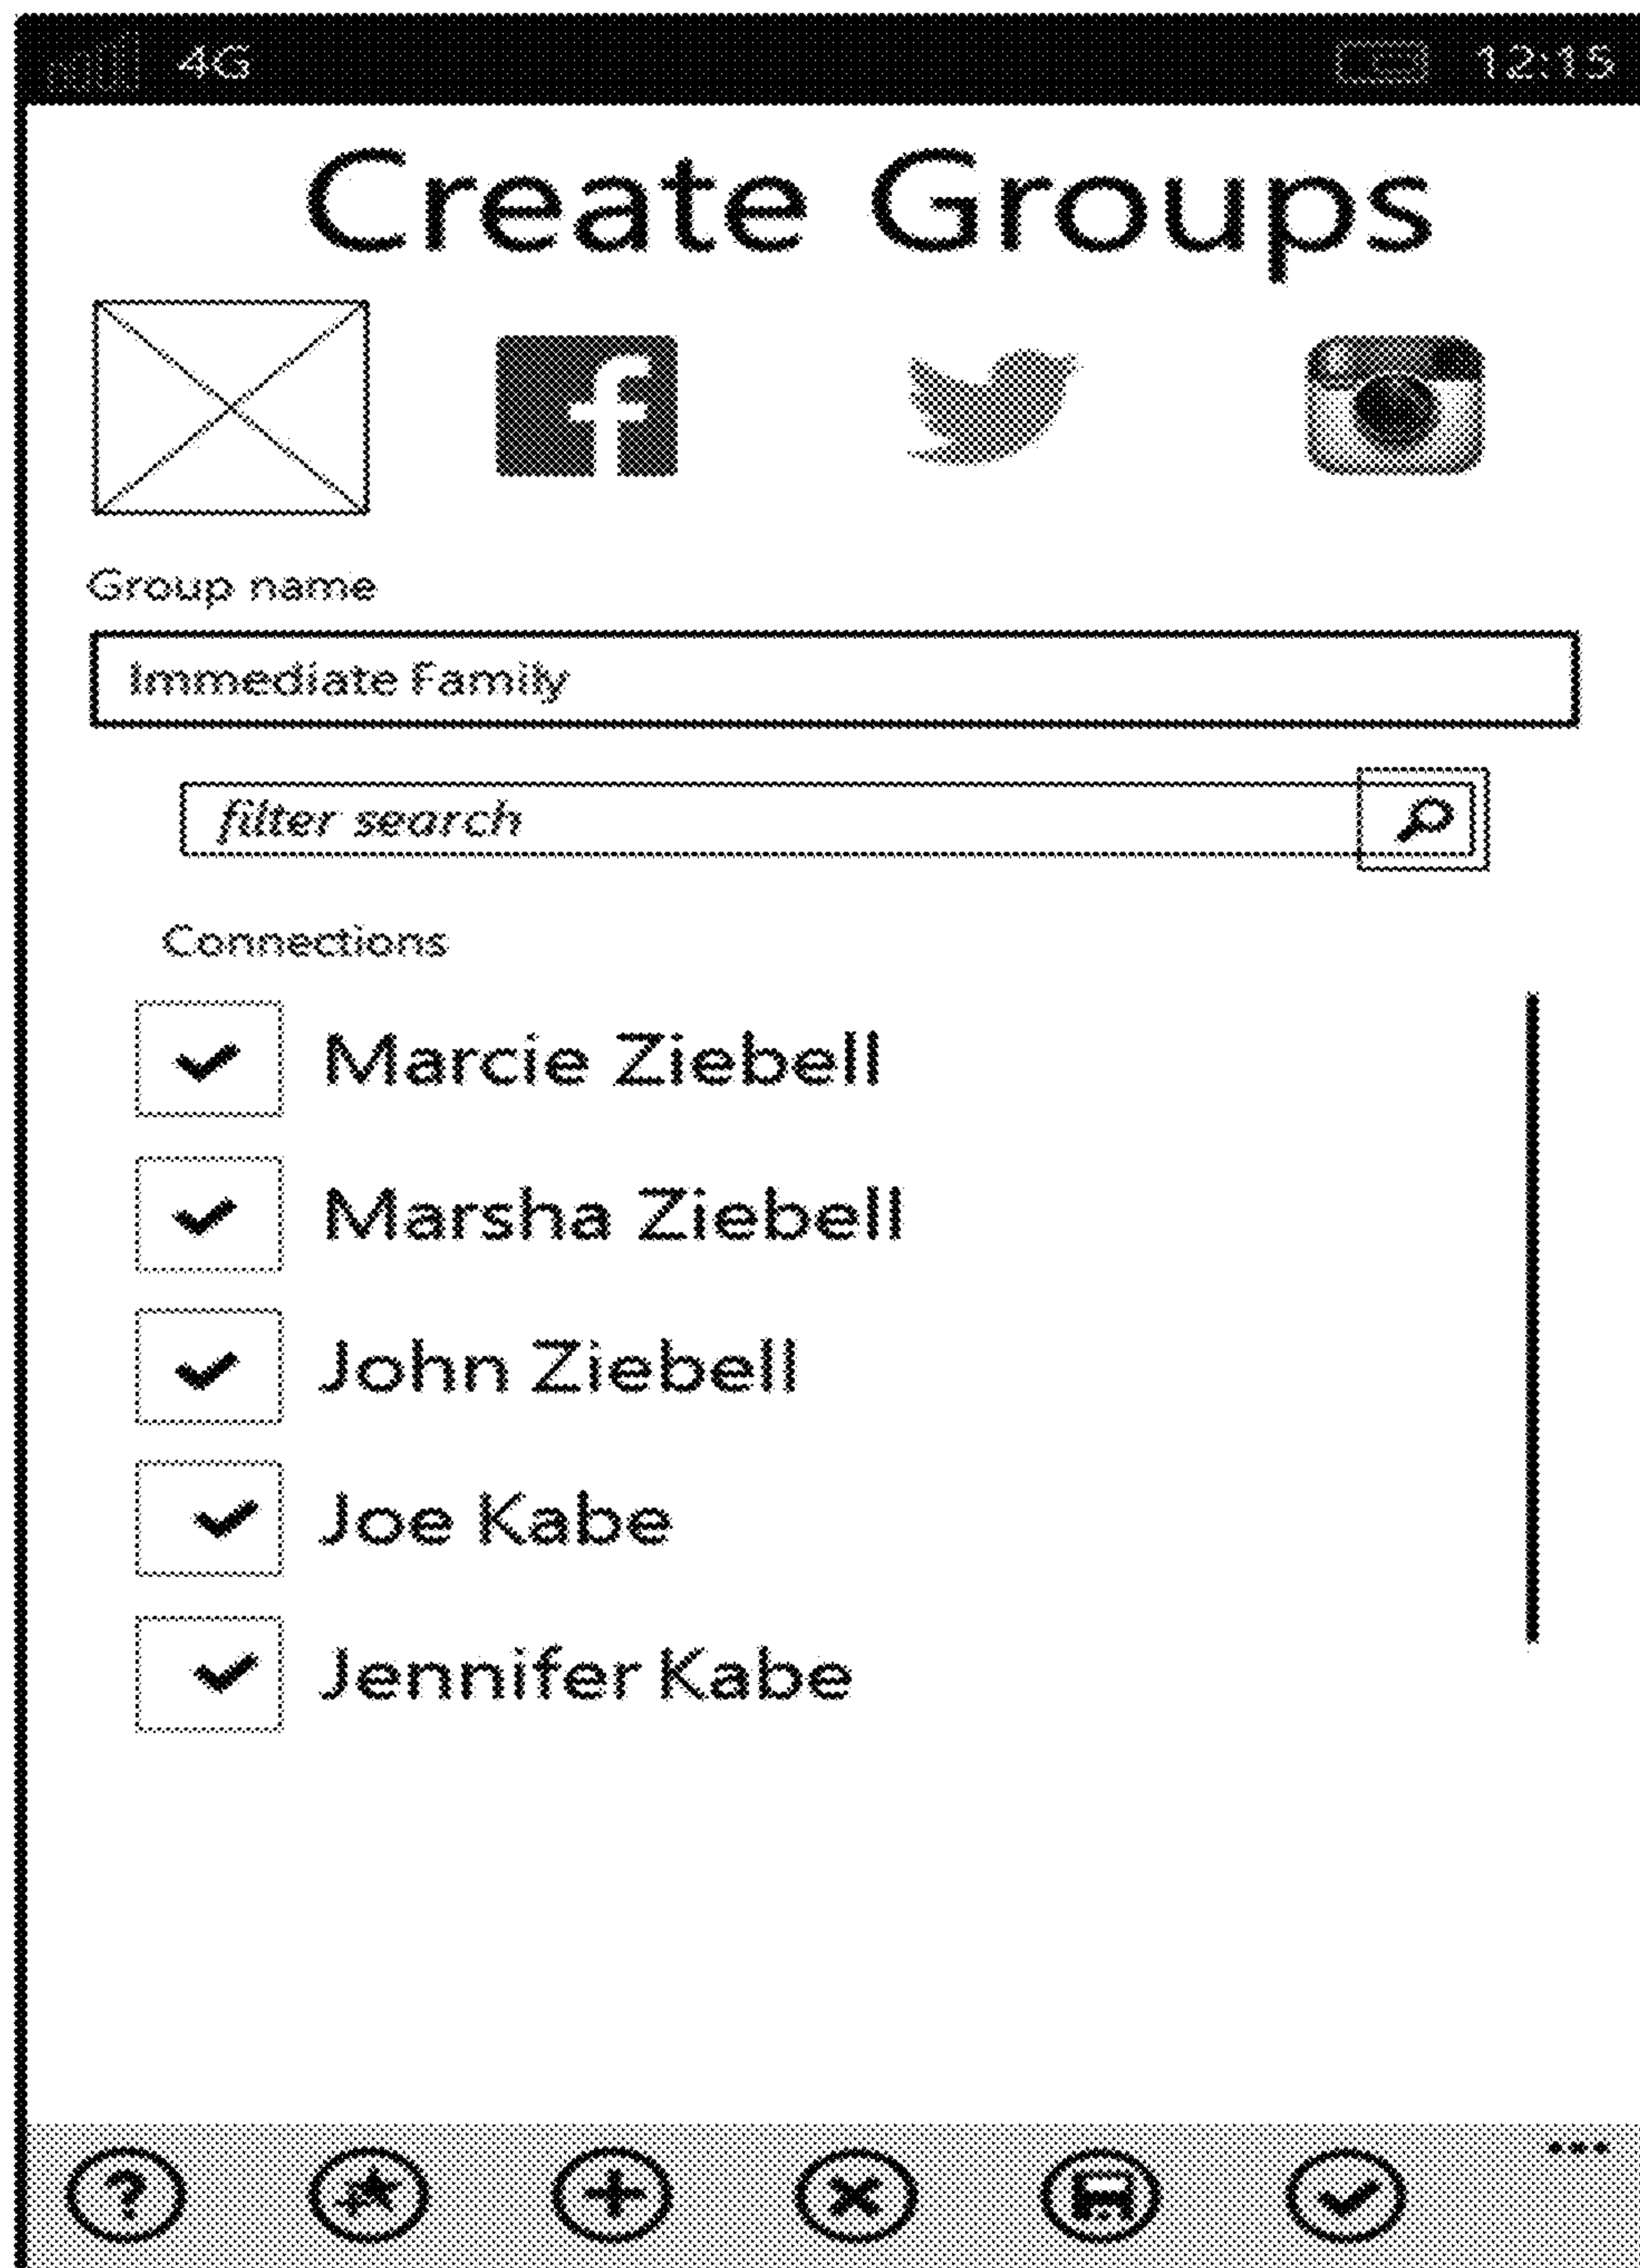 4G 12:15
Create Groups
Group name
Immediate Family
filter search
Connections
Marcie Ziebell
Marsha Ziebell
John Ziebell
Joe Kabe
Jennifer Kabe